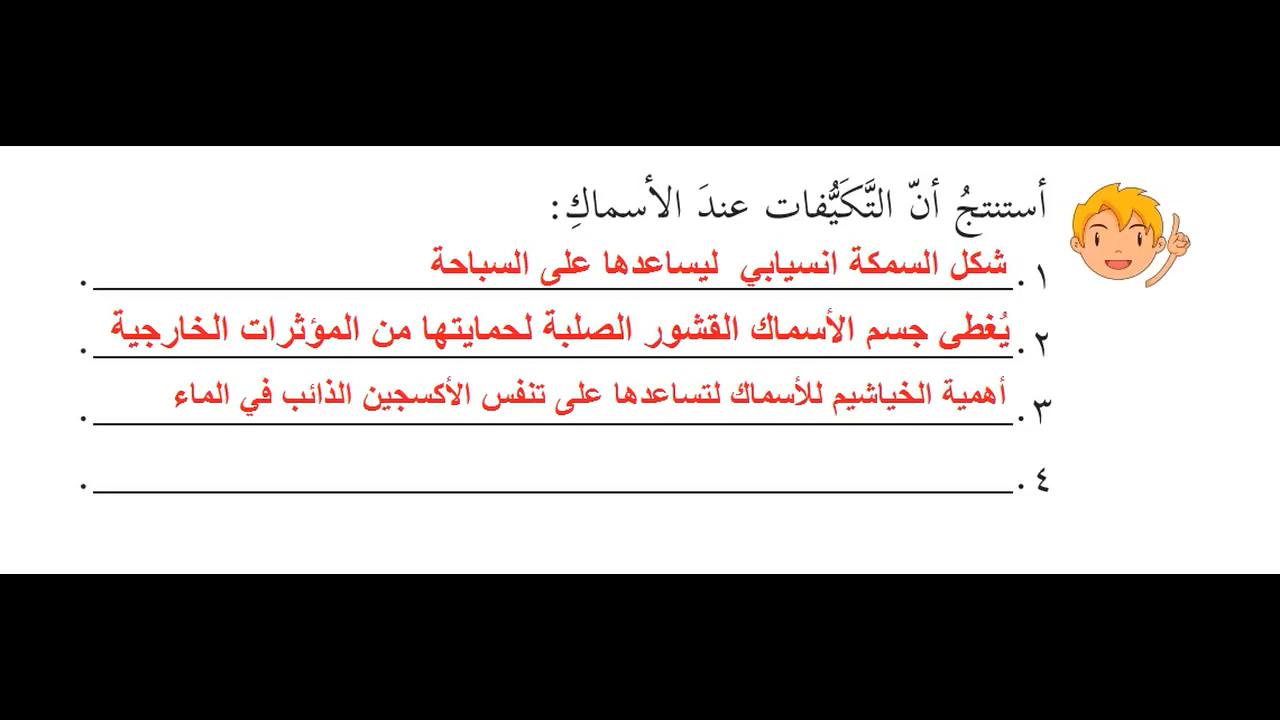 أستنتجُ أنّ التَّكَيُّفات عندَ الأسماكِ:
١. شكل السمكة انسيابي ليساعدها على السباحة .
٢. يُغطى جسم الأسماك القشور الصلبة لحمايتها من المؤثرات الخارجية .
٣. أهمية الخياشيم للأسماك لتساعدها على تنفس الأكسجين الذائب في الماء .
٤. .